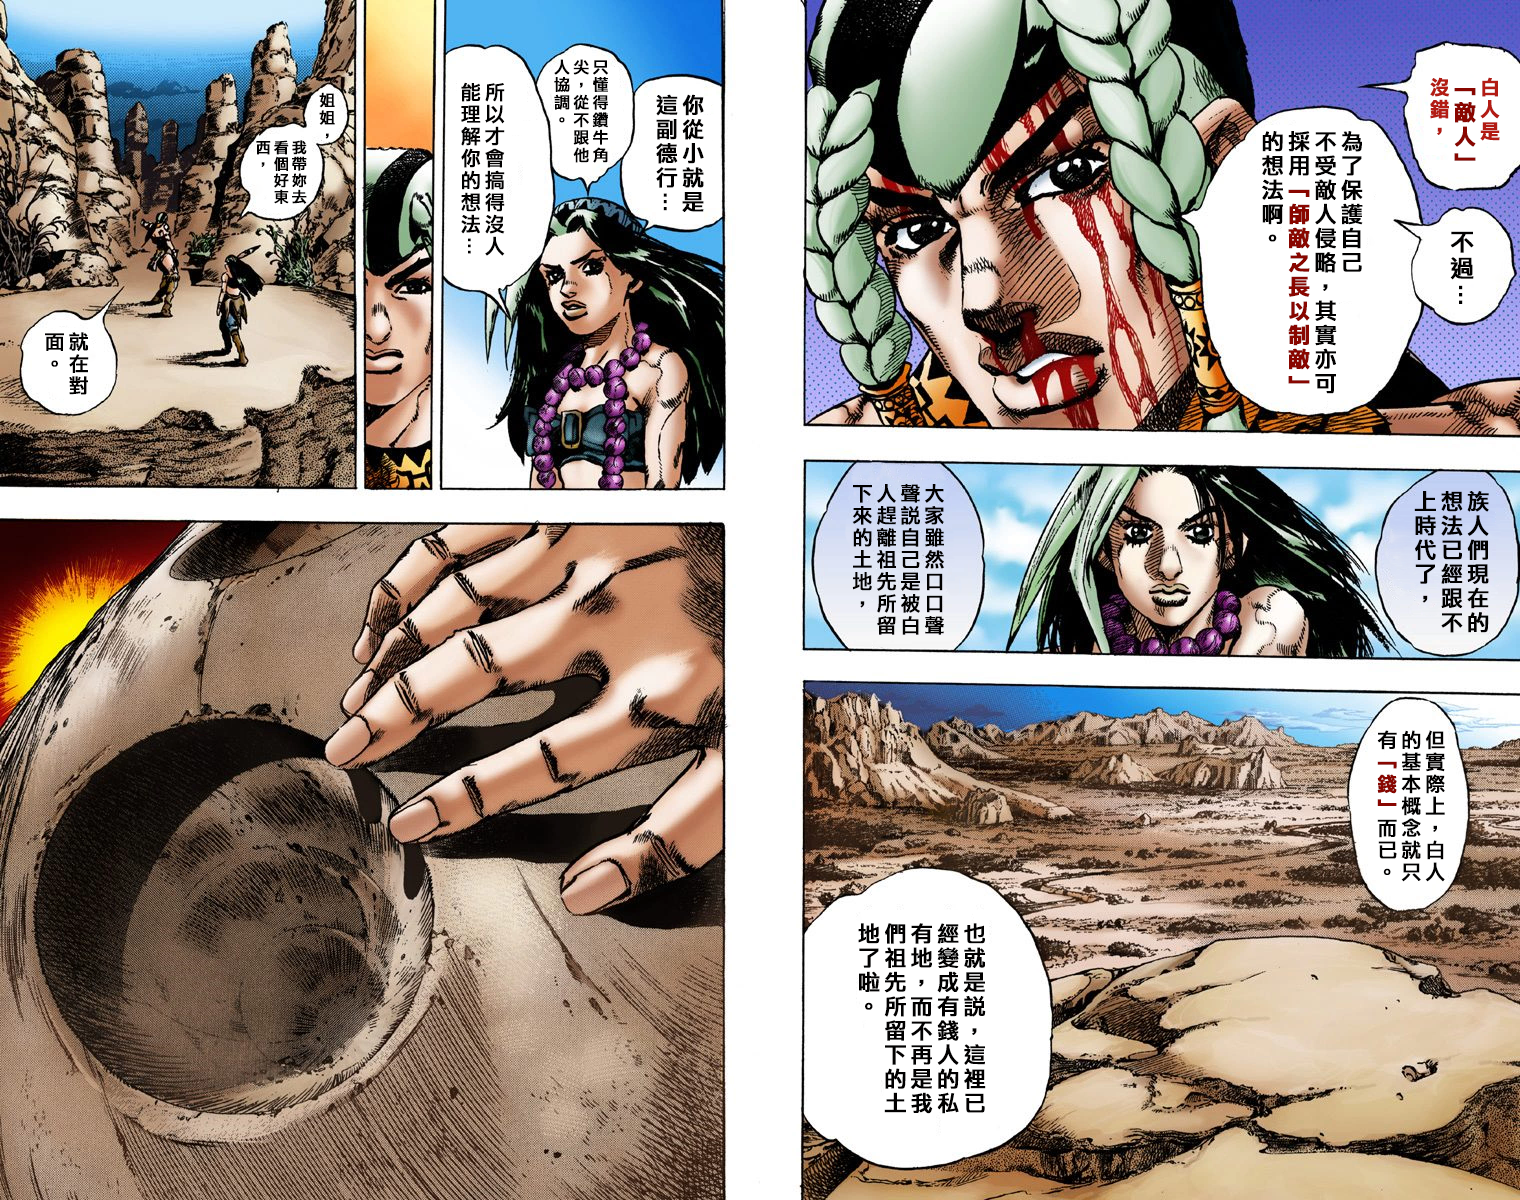 白人是
「敵人」
沒錯，
不過…
為了保護自己
不受敵人侵略，其實亦可
採用「師敵之長以制敵」
的想法啊。
族人們現在的
想法已經跟不
上時代了，
大家雖然口口聲
聲説自己是被白
人趕離祖先所留
下來的土地，
但實際上，白人
的基本概念就只
有「錢」而已。
也就是説，這裡已
經變成有錢人的私
有地，而不再是我
們祖先所留下的土
地了啦。
你從小就是
這副德行…
只懂得鑽牛角
尖，從不跟他
人協調。
所以才會搞得沒人
能理解你的想法…
姐姐，
我帶妳去
看個好東
西，
就在對
面。